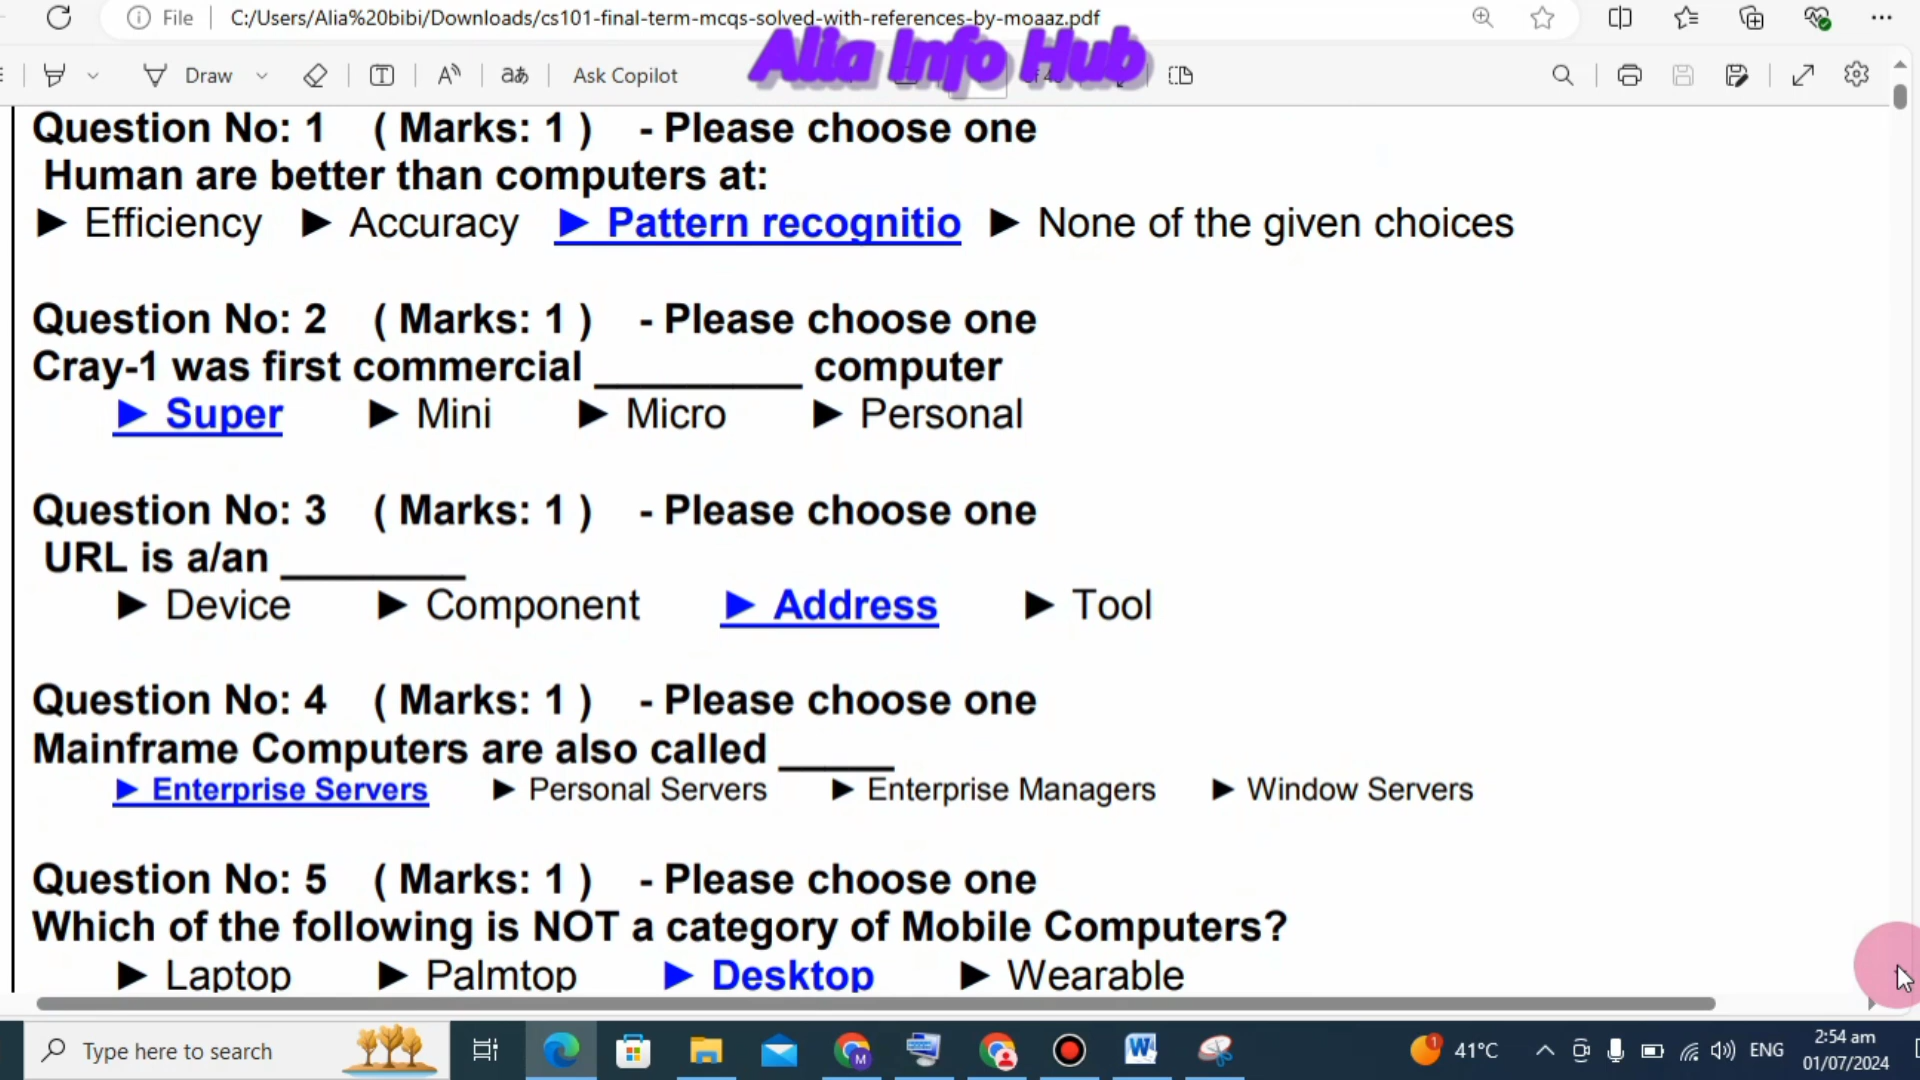 File C:/Users/Alia%20bibi/Downloads/cs101-final-term-mcqs-solved-with-references-by-moaaz.pdf
Alia Info Hub
Draw Ask Copilot
Question No: 1 ( Marks: 1 ) - Please choose one
Human are better than computers at:
► Efficiency ► Accuracy ► Pattern recognitio ► None of the given choices
Question No: 2 ( Marks: 1 ) - Please choose one
Cray-1 was first commercial _________ computer
► Super ► Mini ► Micro ► Personal
Question No: 3 ( Marks: 1 ) - Please choose one
URL is a/an ________
► Device ► Component ► Address ► Tool
Question No: 4 ( Marks: 1 ) - Please choose one
Mainframe Computers are also called _____
► Enterprise Servers ► Personal Servers ► Enterprise Managers ► Window Servers
Question No: 5 ( Marks: 1 ) - Please choose one
Which of the following is NOT a category of Mobile Computers?
► Laptop ► Palmtop ► Desktop ► Wearable
Type here to search
41°C ENG
2:54 am
01/07/2024